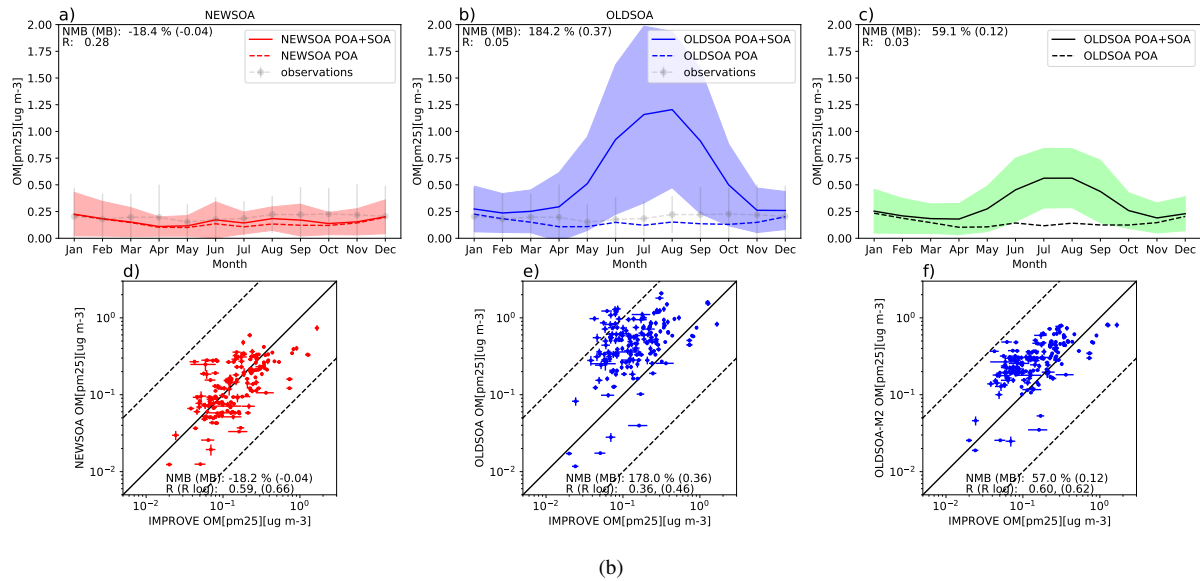 a)
NEWSOA
NMB (MB): -18.4 % (-0.04)
R: 0.28
NEWSOA POA+SOA
NEWSOA POA
observations
OM[pm25][ug m-3]
2.00
1.75
1.50
1.25
1.00
0.75
0.50
0.25
0.00
Jan Feb Mar Apr May Jun Jul Aug Sep Oct Nov Dec
Month
b)
OLDSOA
NMB (MB): 184.2 % (0.37)
R: 0.05
OLDSOA POA+SOA
OLDSOA POA
observations
OM[pm25][ug m-3]
2.00
1.75
1.50
1.25
1.00
0.75
0.50
0.25
0.00
Jan Feb Mar Apr May Jun Jul Aug Sep Oct Nov Dec
Month
c)
NMB (MB): 59.1 % (0.12)
R: 0.03
OLDSOA POA+SOA
OLDSOA POA
OM[pm25][ug m-3]
2.00
1.75
1.50
1.25
1.00
0.75
0.50
0.25
0.00
Jan Feb Mar Apr May Jun Jul Aug Sep Oct Nov Dec
Month
d)
NEWSOA OM[pm25][ug m-3]
10⁰
10⁻¹
10⁻²
NMB (MB): -18.2 % (-0.04)
R (R log): 0.59, (0.66)
10⁻² 10⁻¹ 10⁰
IMPROVE OM[pm25][ug m-3]
e)
OLDSOA OM[pm25][ug m-3]
10⁰
10⁻¹
10⁻²
NMB (MB): 178.0 % (0.36)
R (R log): 0.36, (0.46)
10⁻² 10⁻¹ 10⁰
IMPROVE OM[pm25][ug m-3]
f)
OLDSOA-M2 OM[pm25][ug m-3]
10⁰
10⁻¹
10⁻²
NMB (MB): 57.0 % (0.12)
R (R log): 0.60, (0.62)
10⁻² 10⁻¹ 10⁰
IMPROVE OM[pm25][ug m-3]
(b)